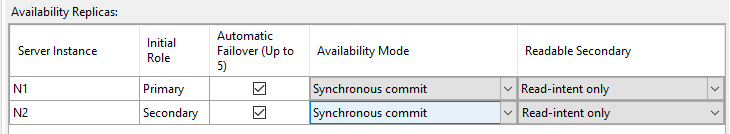 Availability Replicas:
Server Instance
Initial
Role
Automatic
Failover (Up to
5)
Availability Mode
Readable Secondary
N1 Primary Synchronous commit Read-intent only
N2 Secondary Synchronous commit Read-intent only